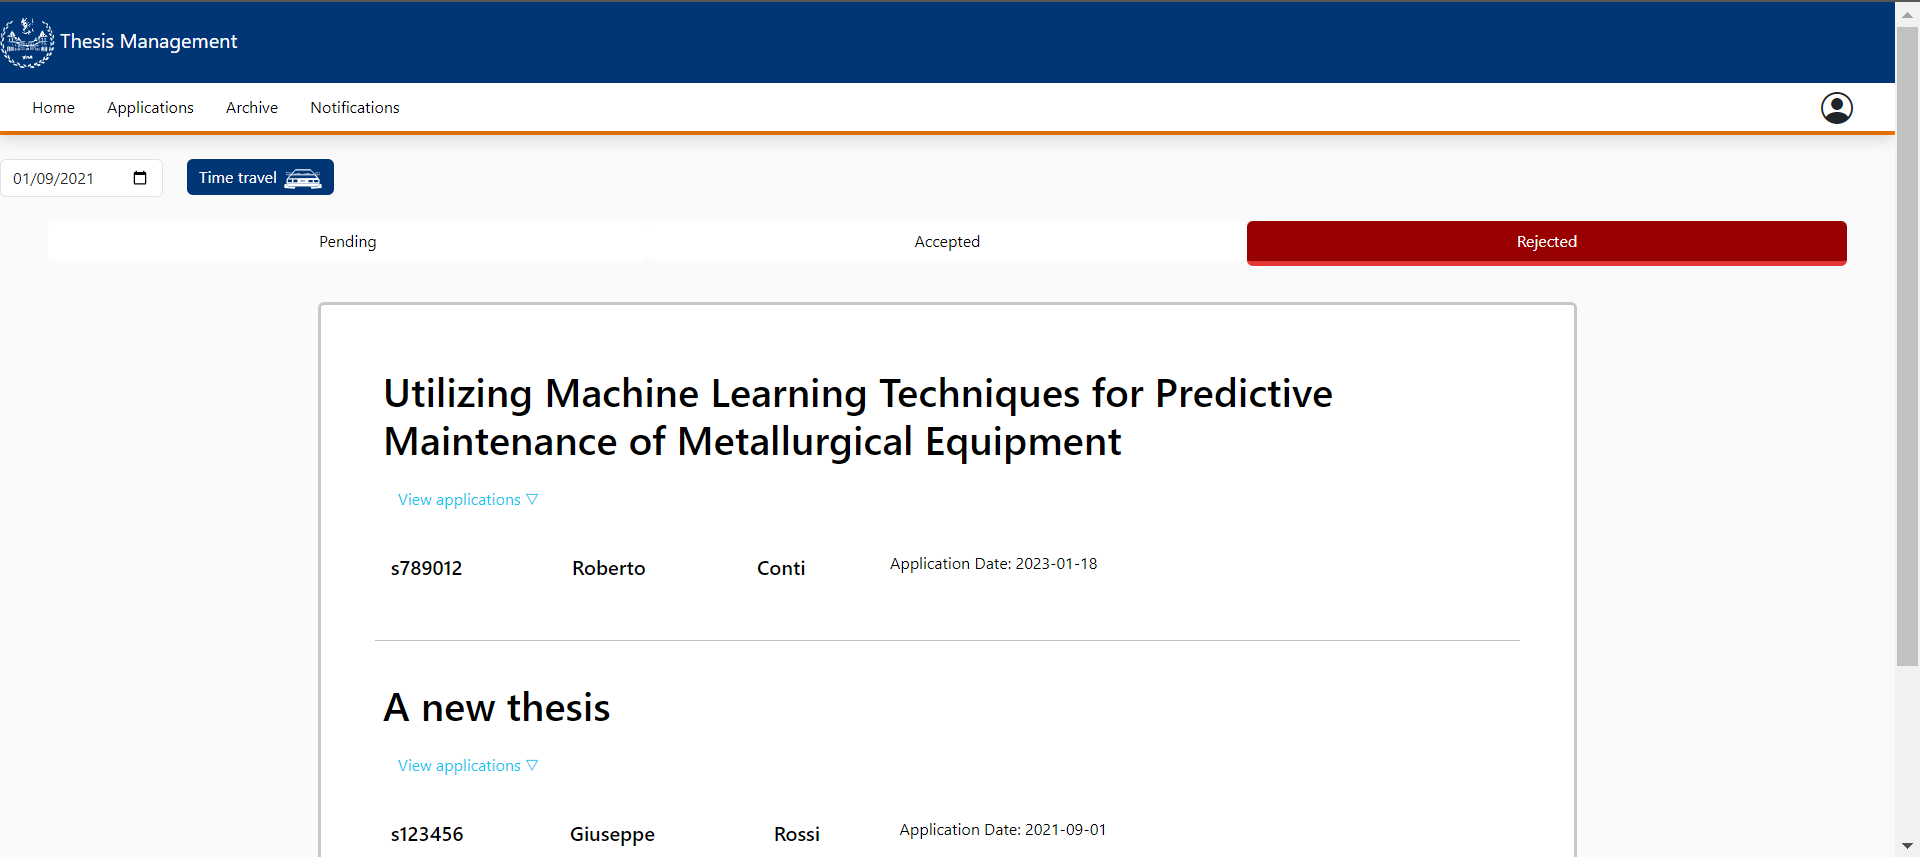 Thesis Management
Home Applications Archive Notifications
01/09/2021 Time travel
Pending Accepted Rejected
Utilizing Machine Learning Techniques for Predictive
Maintenance of Metallurgical Equipment
View applications ▽
s789012 Roberto Conti Application Date: 2023-01-18
A new thesis
View applications ▽
s123456 Giuseppe Rossi Application Date: 2021-09-01